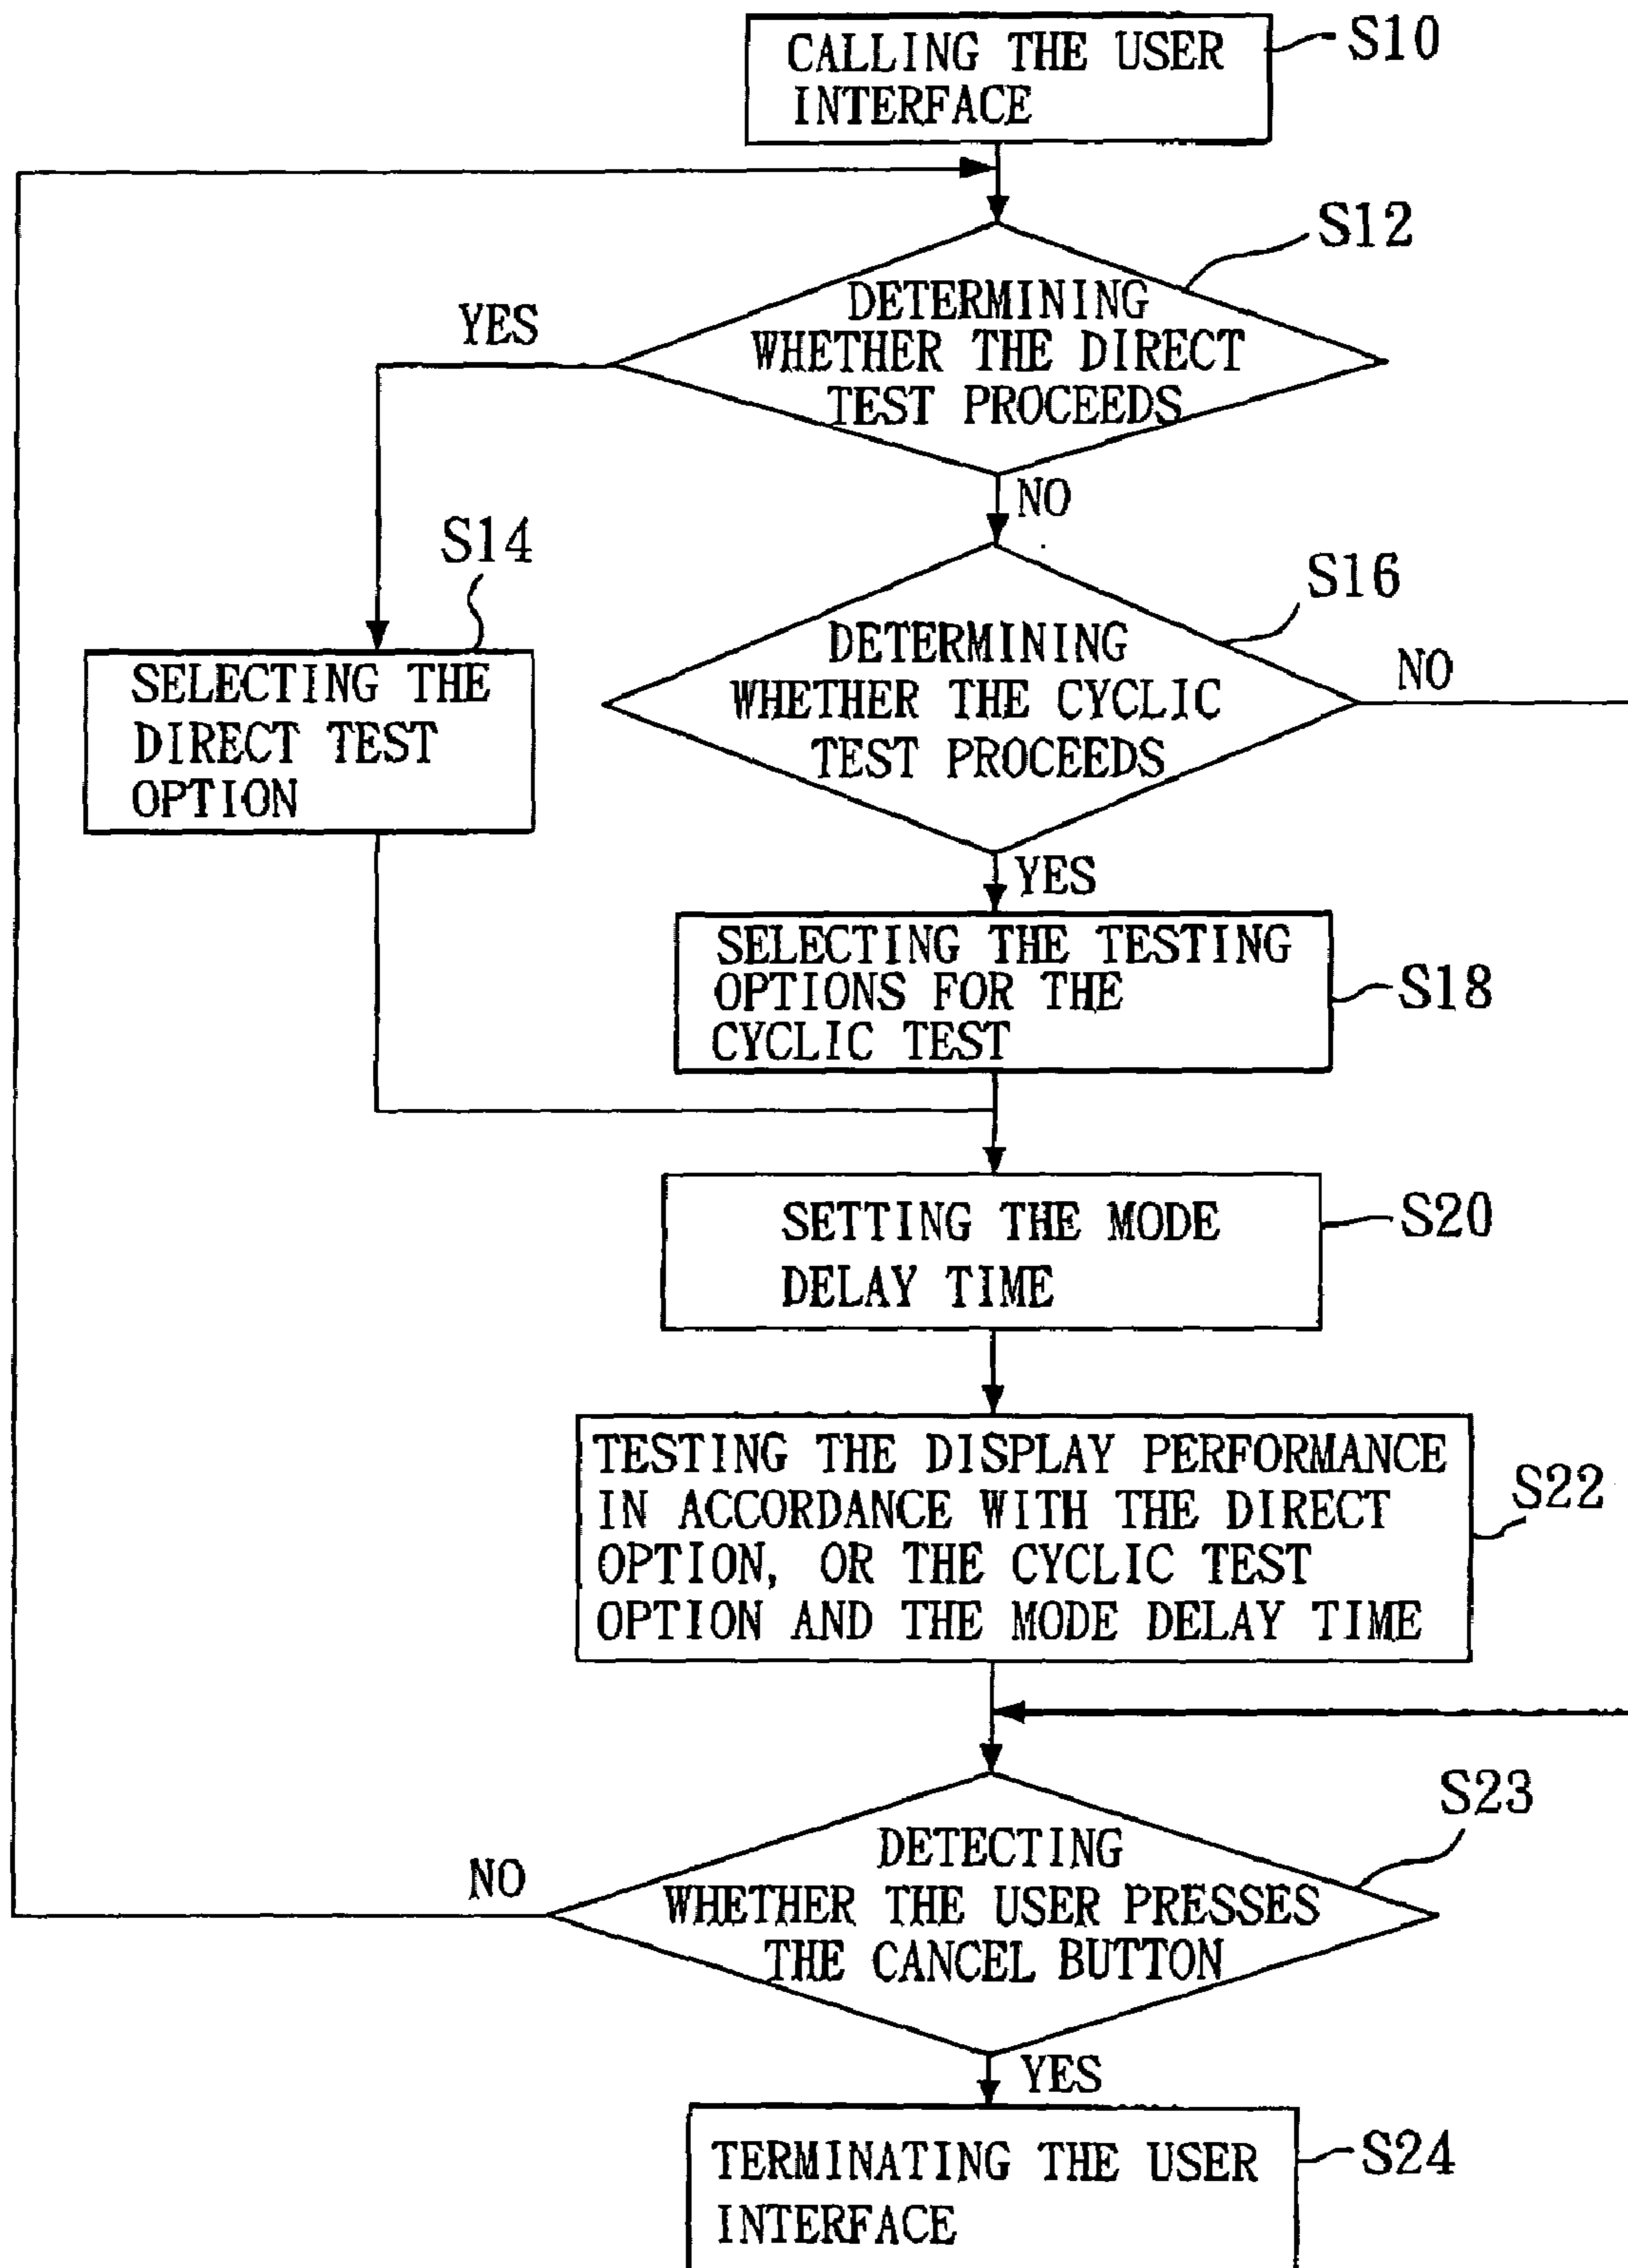 CALLING THE USER
INTERFACE
S10
S12
DETERMINING
WHETHER THE DIRECT
TEST PROCEEDS
YES
NO
S14
SELECTING THE
DIRECT TEST
OPTION
S16
DETERMINING
WHETHER THE CYCLIC
TEST PROCEEDS
NO
YES
SELECTING THE TESTING
OPTIONS FOR THE
CYCLIC TEST
S18
SETTING THE MODE
DELAY TIME
S20
TESTING THE DISPLAY PERFORMANCE
IN ACCORDANCE WITH THE DIRECT
OPTION, OR THE CYCLIC TEST
OPTION AND THE MODE DELAY TIME
S22
S23
DETECTING
WHETHER THE USER PRESSES
THE CANCEL BUTTON
NO
YES
TERMINATING THE USER
INTERFACE
S24